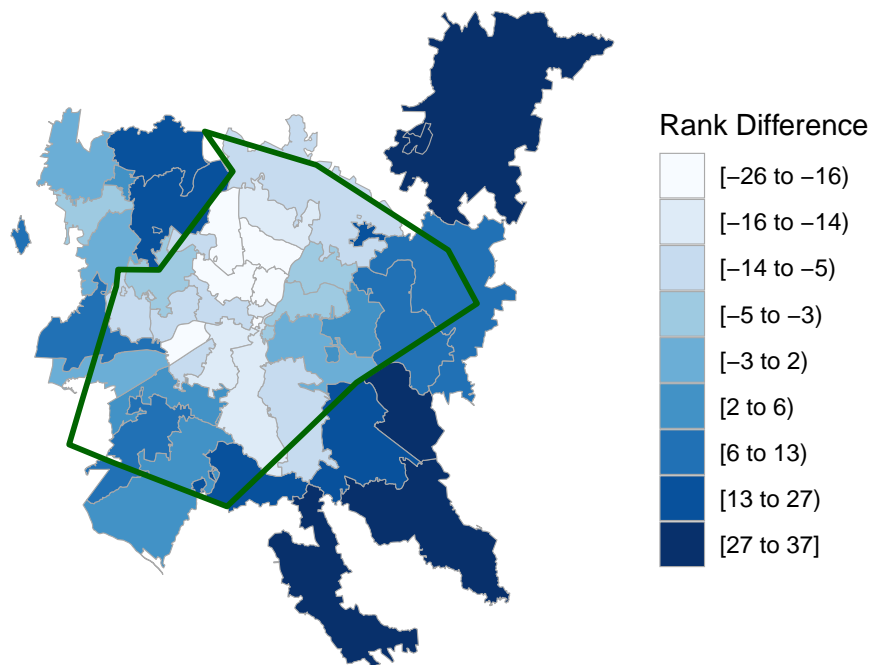 Rank Difference
[−26 to −16)
[−16 to −14)
[−14 to −5)
[−5 to −3)
[−3 to 2)
[2 to 6)
[6 to 13)
[13 to 27)
[27 to 37]